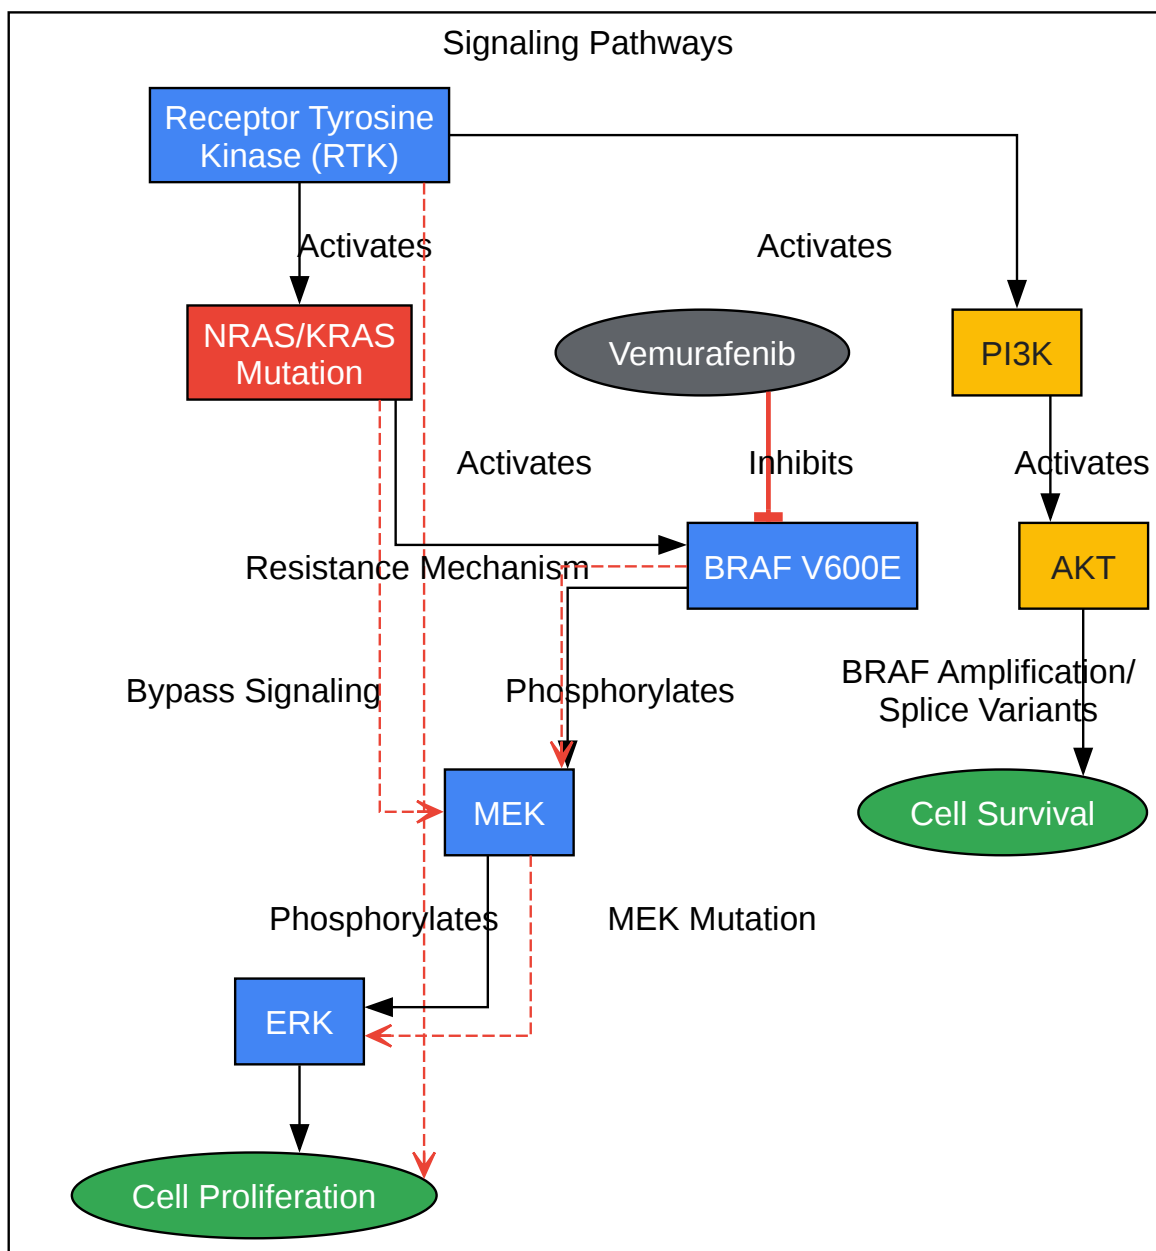 Signaling Pathways
Receptor Tyrosine
Kinase (RTK)
Activates
Activates
NRAS/KRAS
Mutation
Vemurafenib
PI3K
Activates
Inhibits
Activates
Resistance Mechanism
BRAF V600E
AKT
Bypass Signaling
Phosphorylates
BRAF Amplification/
Splice Variants
MEK
Cell Survival
Phosphorylates
MEK Mutation
ERK
Cell Proliferation